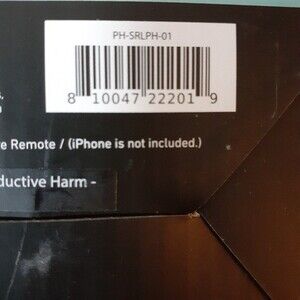 PH-SRLPH-01
8 10047 22201 9
e Remote / (iPhone is not included.)
ductive Harm -